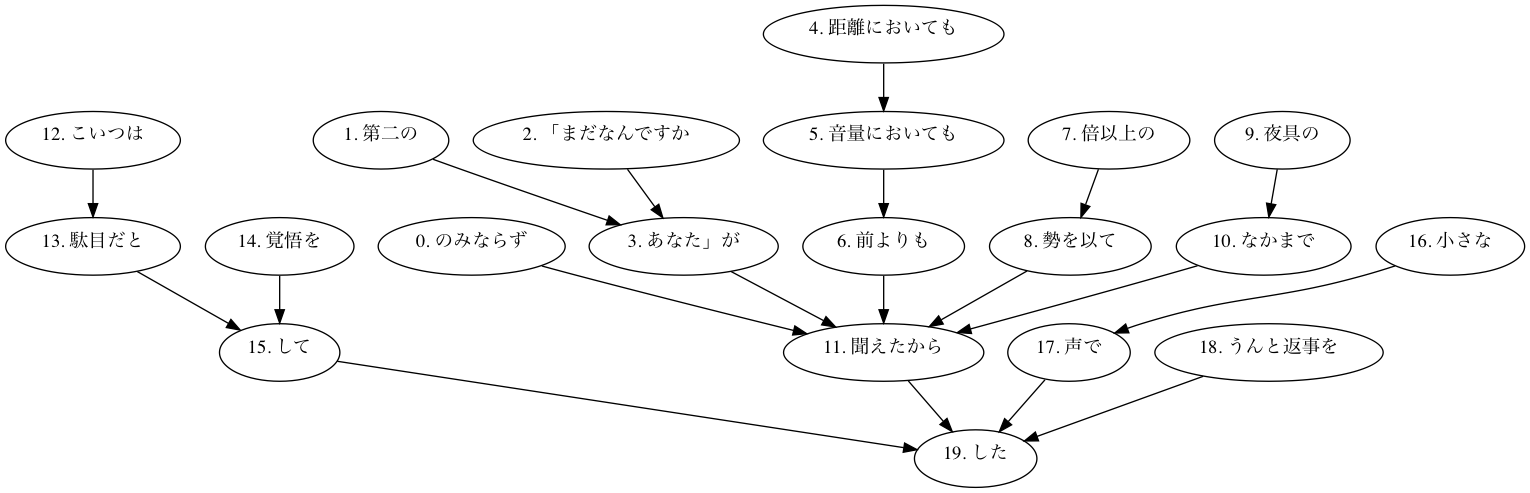 4. 距離においても
12. こいつは
1. 第二の
2. 「まだなんですか
5. 音量においても
7. 倍以上の
9. 夜具の
13. 駄目だと
14. 覚悟を
0. のみならず
3. あなた」が
6. 前よりも
8. 勢を以て
10. なかまで
16. 小さな
15. して
11. 聞えたから
17. 声で
18. うんと返事を
19. した